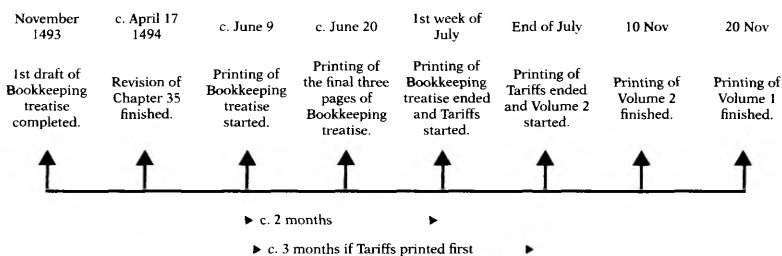 November
1493
c. April 17
1494
c. June 9
c. June 20
1st week of
July
End of July
10 Nov
20 Nov
1st draft of
Bookkeeping
treatise
completed.
Revision of
Chapter 35
finished.
Printing of
Bookkeeping
treatise
started.
Printing of
the final three
pages of
Bookkeeping
treatise.
Printing of
Bookkeeping
treatise ended
and Tariffs
started.
Printing of
Tariffs ended
and Volume 2
started.
Printing of
Volume 2
finished.
Printing of
Volume 1
finished.
c. 2 months
c. 3 months if Tariffs printed first